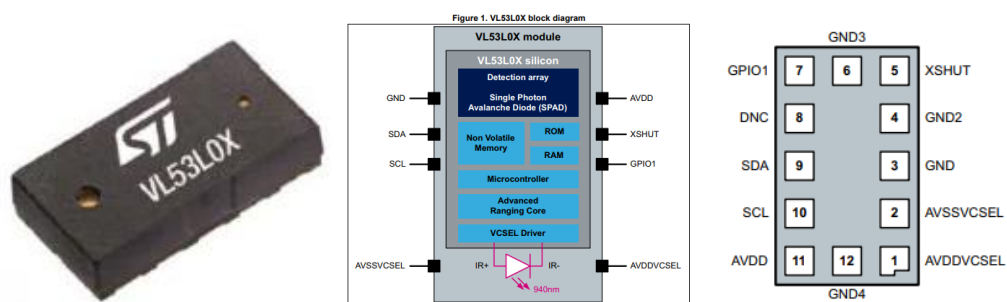 ST
VL53L0X
Figure 1. VL53L0X block diagram
VL53L0X module
VL53L0X silicon
Detection array
Single Photon
Avalanche Diode (SPAD)
Non Volatile
Memory
ROM
RAM
Microcontroller
Advanced
Ranging Core
VCSEL Driver
GND
SDA
SCL
AVSSVCSEL
IR+
IR-
940nm
AVDD
XSHUT
GPIO1
AVDDVCSEL
GND3
GPIO1 7 6 5 XSHUT
DNC 8 4 GND2
SDA 9 3 GND
SCL 10 2 AVSSVCSEL
AVDD 11 12 1 AVDDVCSEL
GND4